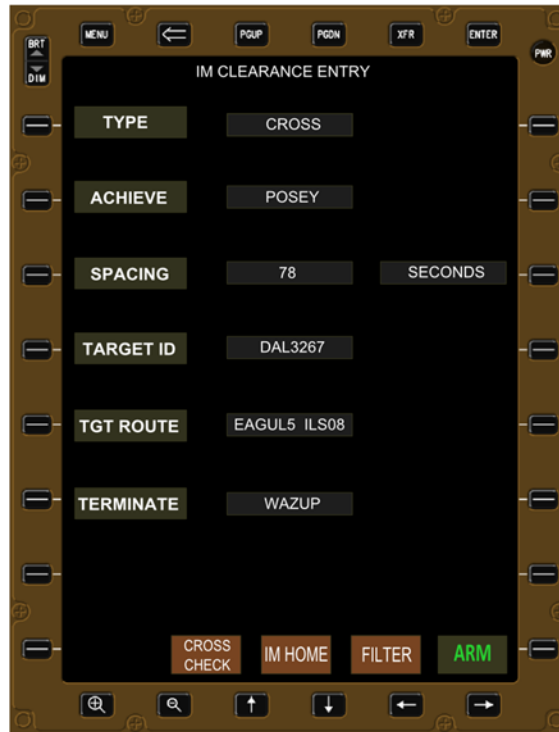 MENU PGUP PGDN XFR ENTER
BRT
DIM
PWR
IM CLEARANCE ENTRY
TYPE CROSS
ACHIEVE POSEY
SPACING 78 SECONDS
TARGET ID DAL3267
TGT ROUTE EAGUL5 ILS08
TERMINATE WAZUP
CROSS
CHECK
IM HOME
FILTER
ARM